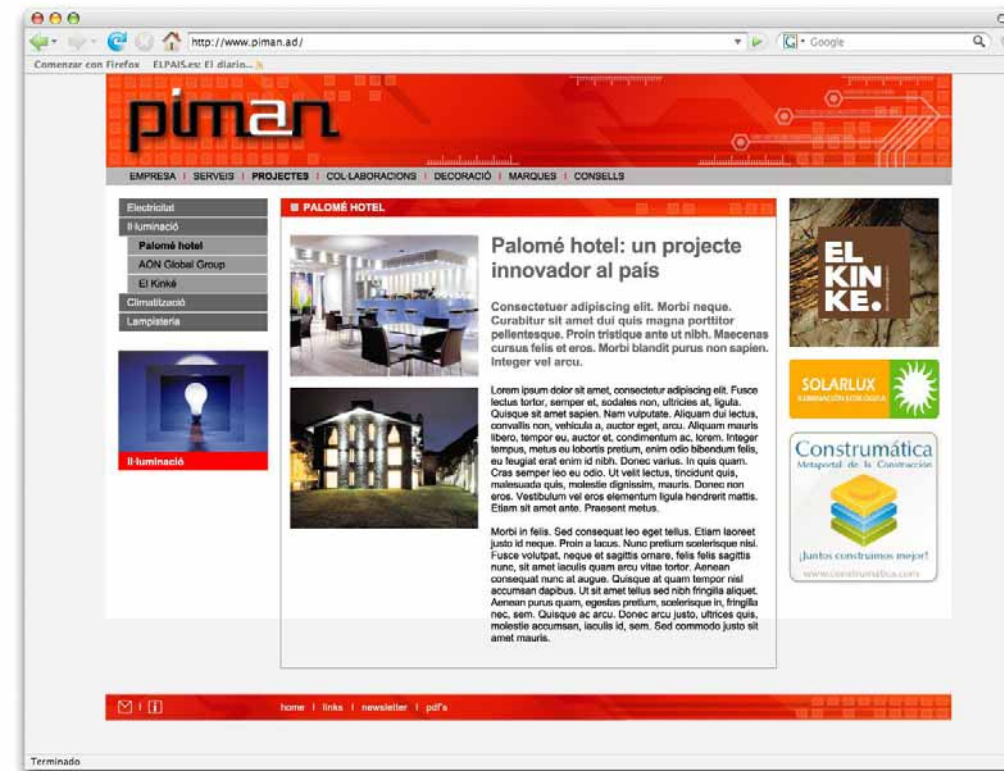 http://www.piman.ad/
Google
Comenzar con Firefox ELPAIS.es: El diario...
piman
EMPRESA | SERVEIS | PROJECTES | COL·LABORACIONS | DECORACIÓ | MARQUES | CONSELLS
Electricitat
Il·luminació
Palomé hotel
AON Global Group
El Kinké
Climatització
Lampisteria
Il·luminació
PALOMÉ HOTEL
Palomé hotel: un projecte
innovador al país
Consectetuer adipiscing elit. Morbi neque.
Curabitur sit amet dui quis magna porttitor
pellentesque. Proin tristique ante ut nibh. Maecenas
cursus felis et eros. Morbi blandit purus non sapien.
Integer vel arcu.
Lorem ipsum dolor sit amet, consectetur adipiscing elit. Fusce
lectus tortor, semper et, sodales non, ultricies at, ligula.
Quisque sit amet sapien. Nam vulputate. Aliquam dui lectus,
convallis non, vehicula a, auctor eget, arcu. Aliquam mauris
libero, tempor eu, auctor et, condimentum ac, lorem. Integer
tempus, metus eu lobortis pretium, enim odio bibendum felis,
eu feugiat erat enim id nibh. Donec varius. In quis quam.
Cras semper leo eu odio. Ut velit lectus, tincidunt quis,
malesuada quis, molestie dignissim, mauris. Donec non
eros. Vestibulum vel eros elementum ligula hendrerit mattis.
Etiam sit amet ante. Praesent metus.
Morbi in felis. Sed consequat leo eget tellus. Etiam laoreet
justo id neque. Proin a lacus. Nunc pretium scelerisque nisi.
Fusce volutpat, neque et sagittis ornare, felis felis sagittis
nunc, sit amet iaculis quam arcu vitae tortor. Aenean
consequat nunc at augue. Quisque at quam tempor nisl
accumsan dapibus. Ut sit amet tellus sed nibh fringilla aliquet.
Aenean purus quam, egestas pretium, scelerisque in, fringilla
nec, sem. Quisque ac arcu. Donec arcu justo, ultrices quis,
molestie accumsan, iaculis id, sem. Sed commodo justo sit
amet mauris.
EL
KIN
KE.
SOLARLUX
ILUMINACIÓN ECOLÓGICA
Construmática
Metaportal de la Construcción
¡Juntos construimos mejor!
www.construmatica.com
home | links | newsletter | pdf's
Terminado